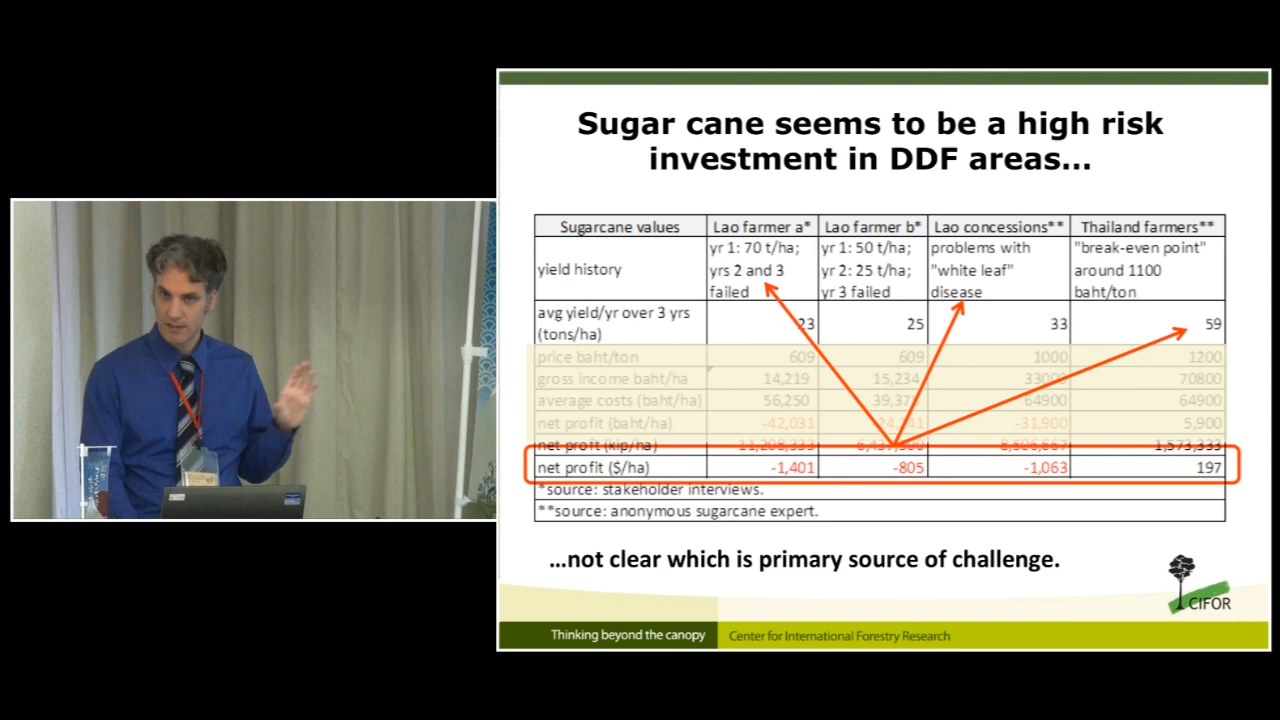 Sugar cane seems to be a high risk
investment in DDF areas...
Sugarcane values Lao farmer a* Lao farmer b* Lao concessions** Thailand farmers**
yield history yr 1: 70 t/ha; yrs 2 and 3 failed yr 1: 50 t/ha; yr 2: 25 t/ha; yr 3 failed problems with "white leaf" disease "break-even point" around 1100 baht/ton
avg yield/yr over 3 yrs (tons/ha) 23 25 33 59
price baht/ton 609 609 1000 1200
gross income baht/ha 14,219 15,234 33000 70800
average costs (baht/ha) 56,250 39,375 64900 64900
net profit (baht/ha) -42,031 -31,900 5,900
net profit (kip/ha) 1,573,333
net profit ($/ha) -1,401 -805 -1,063 197
*source: stakeholder interviews.
**source: anonymous sugarcane expert.
...not clear which is primary source of challenge.
CIFOR
Thinking beyond the canopy Center for International Forestry Research